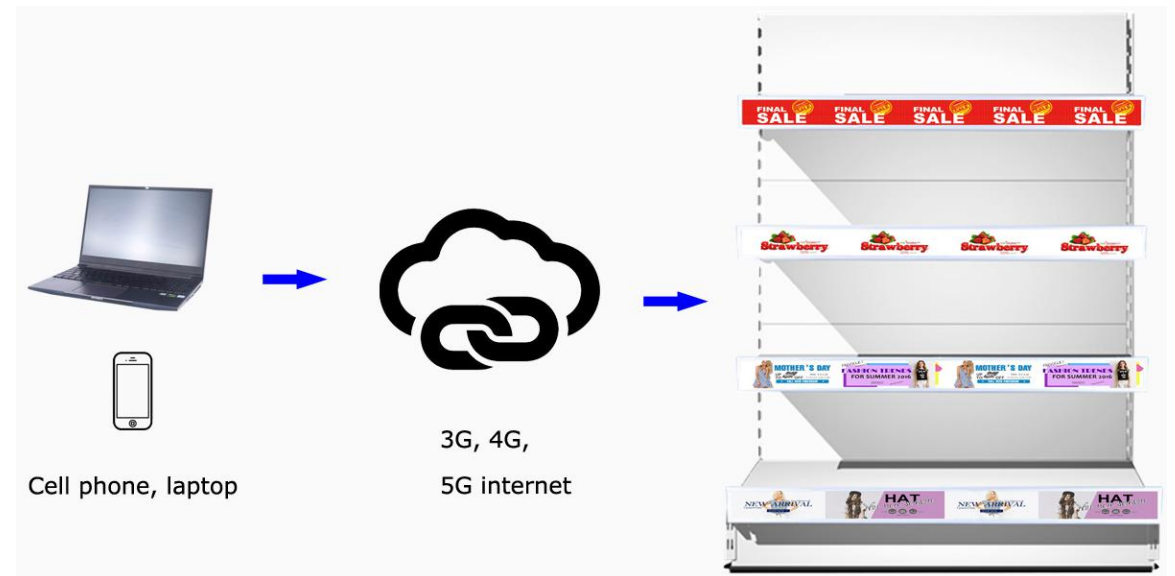 FINAL SALE FINAL SALE FINAL SALE FINAL SALE FINAL SALE
Strawberry Strawberry Strawberry Strawberry
MOTHER'S DAY FASHION TRENDS FOR SUMMER 2016 MOTHER'S DAY FASHION TRENDS FOR SUMMER 2016
NEW ARRIVAL HAT NEW ARRIVAL HAT
3G, 4G,
Cell phone, laptop
5G internet